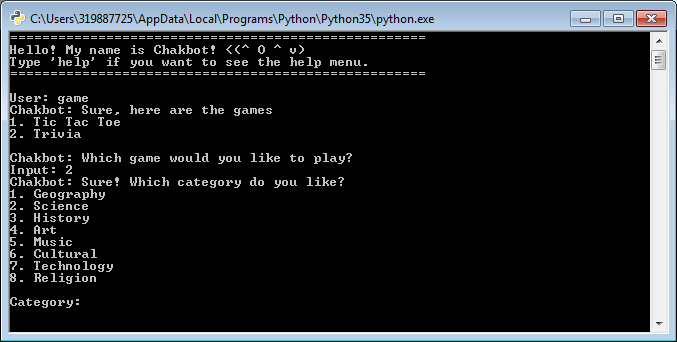 C:\Users\319887725\AppData\Local\Programs\Python\Python35\python.exe
====================================================
Hello! My name is Chakbot! <(^ O ^ v)
Type 'help' if you want to see the help menu.
====================================================
User: game
Chakbot: Sure, here are the games
1. Tic Tac Toe
2. Trivia
Chakbot: Which game would you like to play?
Input: 2
Chakbot: Sure! Which category do you like?
1. Geography
2. Science
3. History
4. Art
5. Music
6. Cultural
7. Technology
8. Religion
Category: